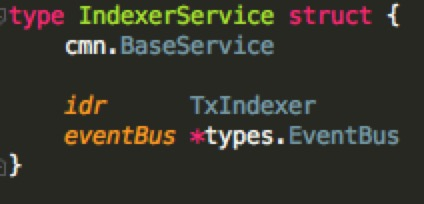 type IndexerService struct {
cmn.BaseService
idr TxIndexer
eventBus *types.EventBus
}